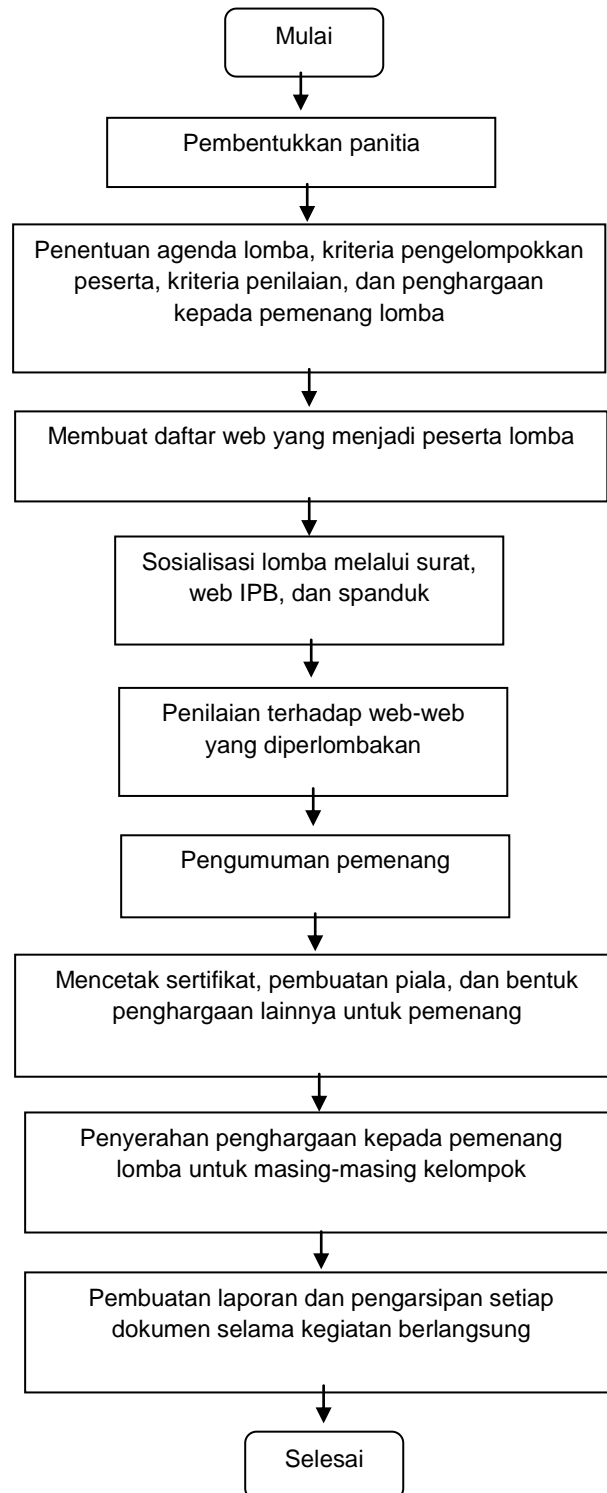 Mulai
Pembentukkan panitia
Penentuan agenda lomba, kriteria pengelompokkan
peserta, kriteria penilaian, dan penghargaan
kepada pemenang lomba
Membuat daftar web yang menjadi peserta lomba
Sosialisasi lomba melalui surat,
web IPB, dan spanduk
Penilaian terhadap web-web
yang diperlombakan
Pengumuman pemenang
Mencetak sertifikat, pembuatan piala, dan bentuk
penghargaan lainnya untuk pemenang
Penyerahan penghargaan kepada pemenang
lomba untuk masing-masing kelompok
Pembuatan laporan dan pengarsipan setiap
dokumen selama kegiatan berlangsung
Selesai